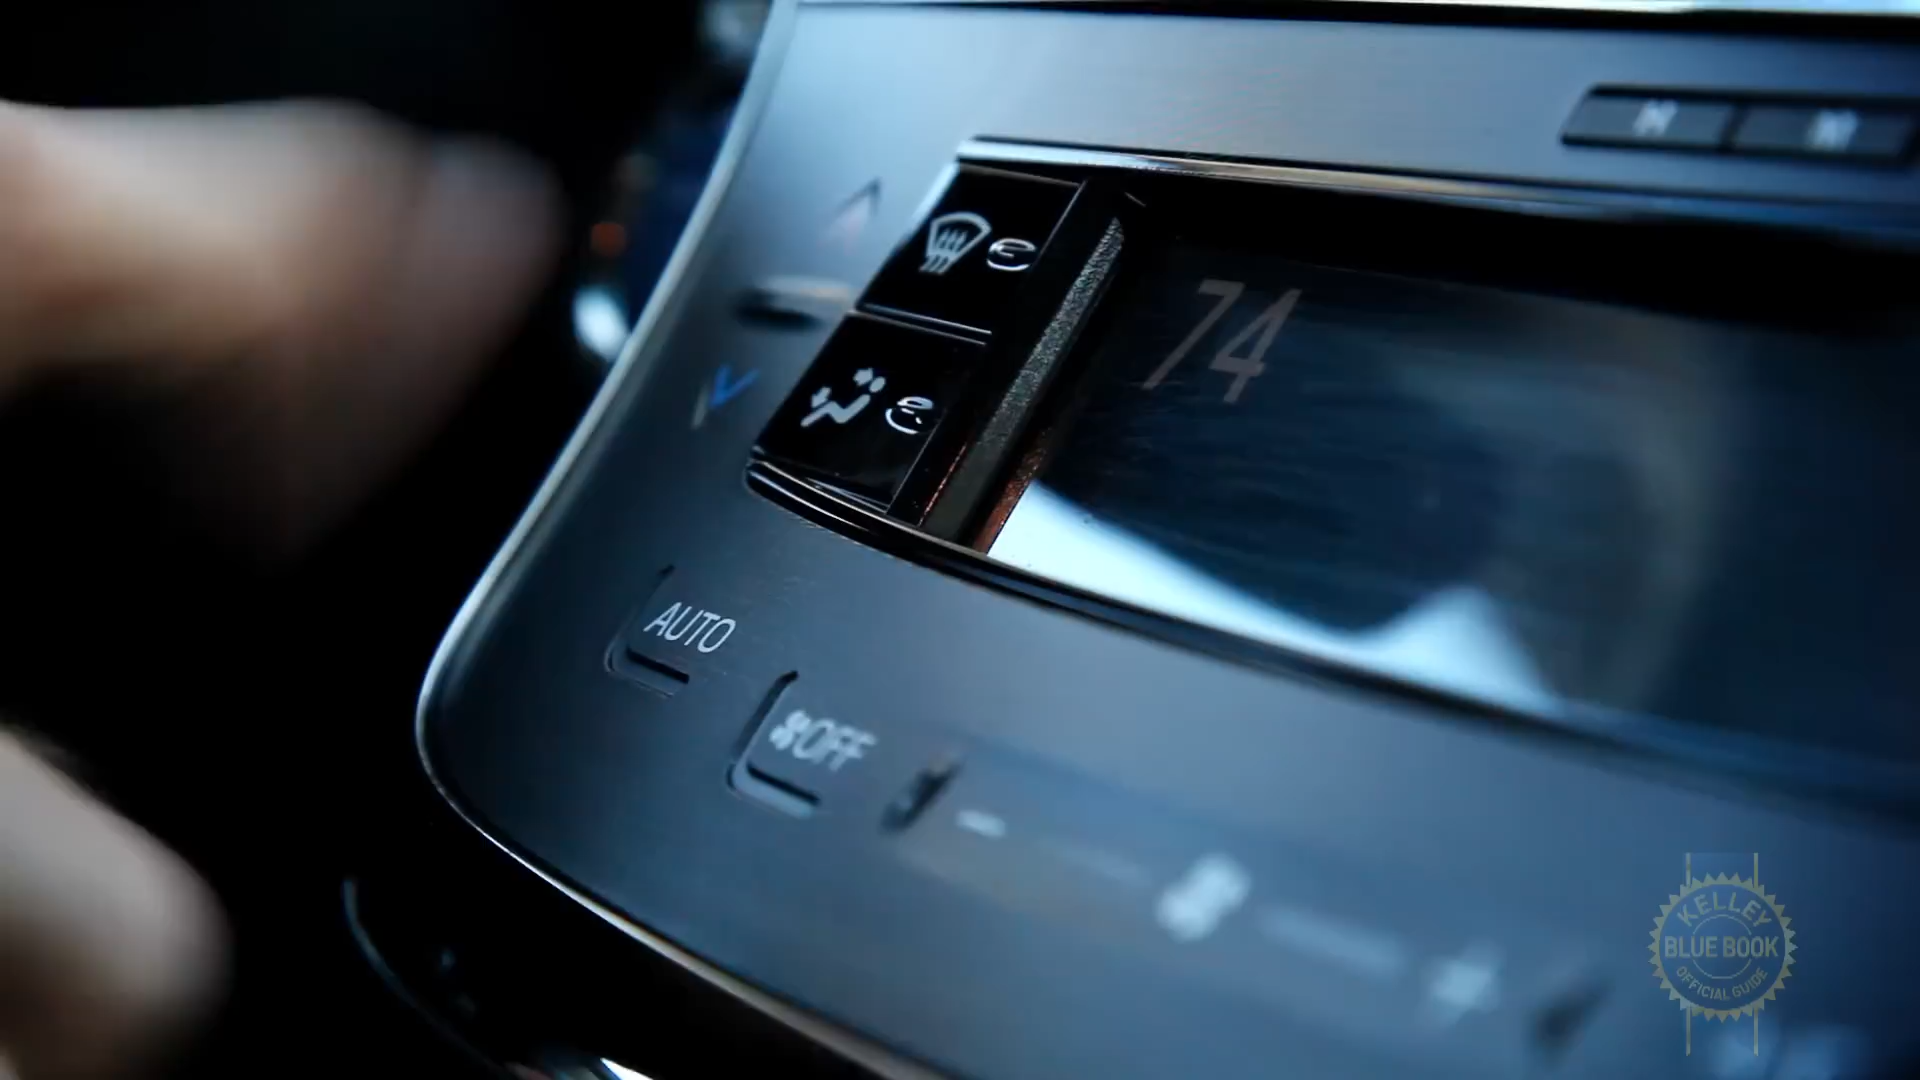 74
AUTO
OFF
KELLEY
BLUE BOOK
OFFICIAL GUIDE